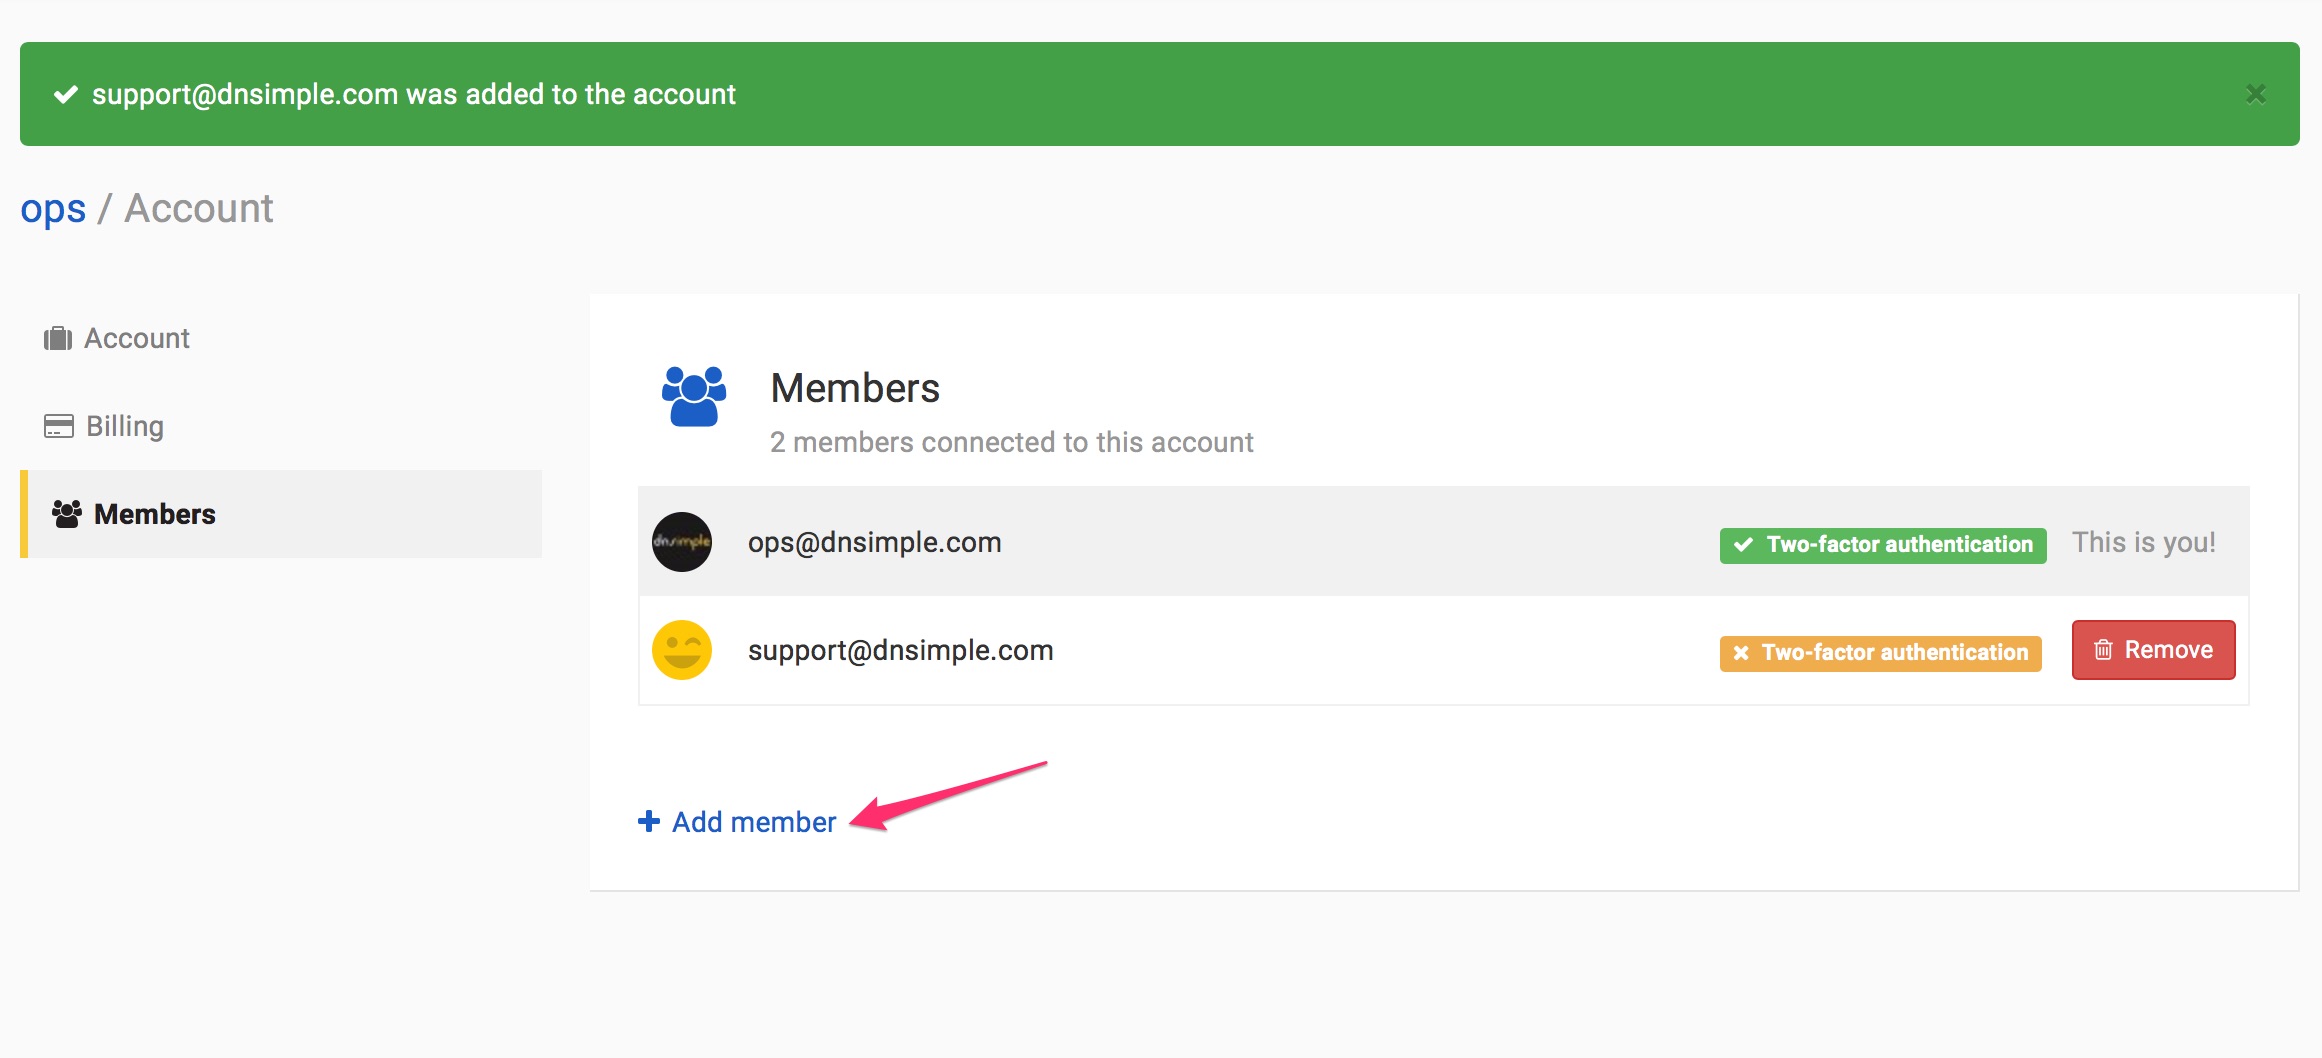 support@dnsimple.com was added to the account
ops / Account
Account
Billing
Members
Members
2 members connected to this account
dnsimple
ops@dnsimple.com
Two-factor authentication
This is you!
support@dnsimple.com
Two-factor authentication
Remove
Add member